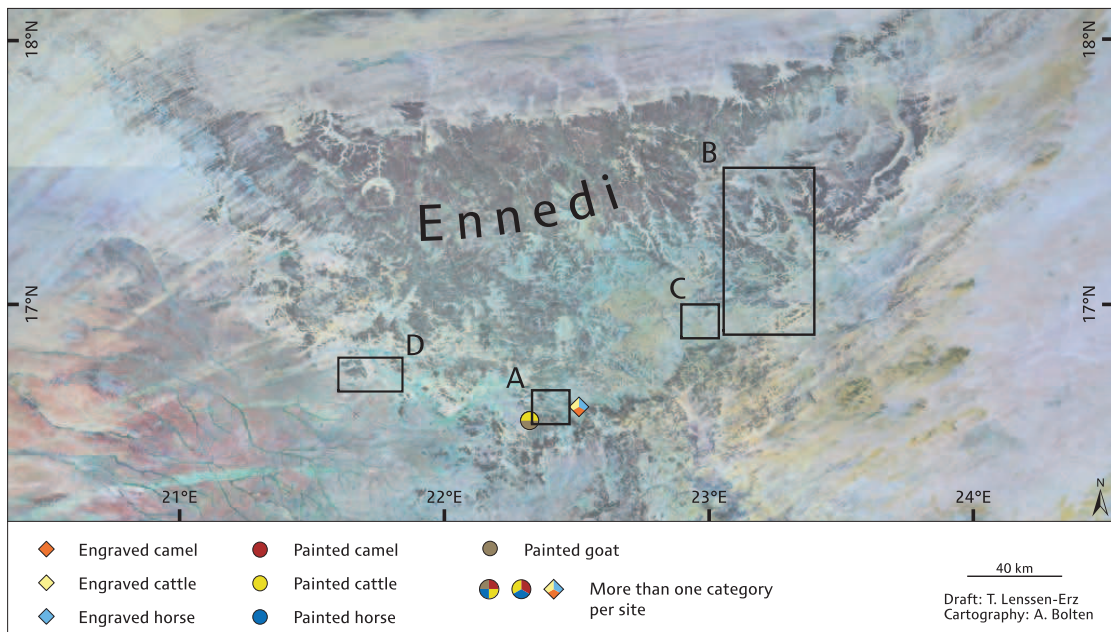 18°N
18°N
B
Ennedi
C
17°N
17°N
D
A
21°E
22°E
23°E
24°E
N
Engraved camel
Painted camel
Painted goat
Engraved cattle
Painted cattle
More than one category
per site
Engraved horse
Painted horse
40 km
Draft: T. Lenssen-Erz
Cartography: A. Bolten